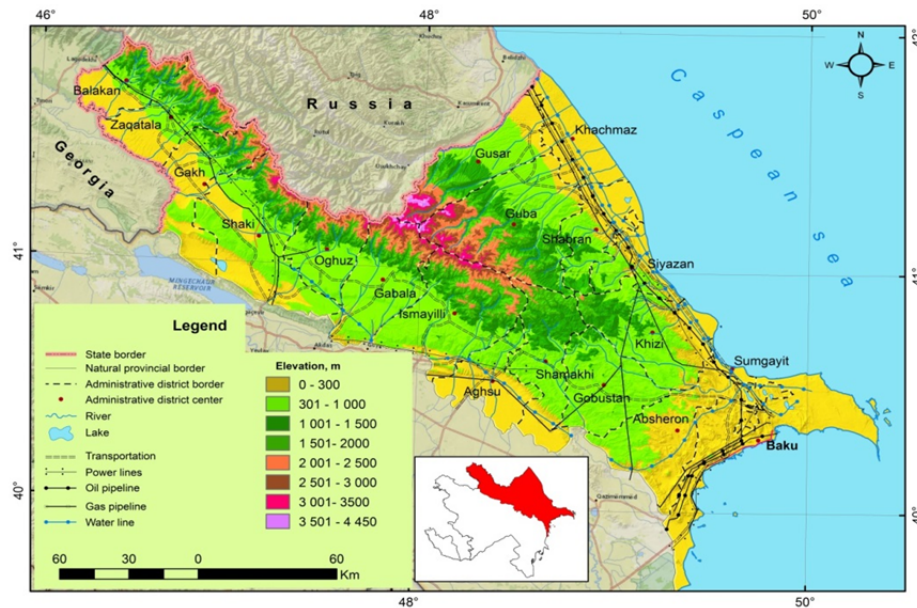 46°
48°
50°
42°
N
W
E
S
Russia
Caspean sea
Georgia
Balakan
Zaqatala
Gakh
Shaki
Oghuz
Gabala
Ismayilli
Gusar
Guba
Khachmaz
Shabran
Siyazan
Khizi
Sumgayit
Shamakhi
Gobustan
Aghsu
Absheron
Baku
41°
41°
40°
40°
MINGECHAUR
RESERVOIR
Legend
State border
Natural provincial border
Administrative district border
Administrative district center
River
Lake
Transportation
Power lines
Oil pipeline
Gas pipeline
Water line
Elevation, m
0 - 300
301 - 1 000
1 001 - 1 500
1 501- 2000
2 001 - 2 500
2 501 - 3 000
3 001- 3500
3 501 - 4 450
60
30
0
60
Km
48°
50°